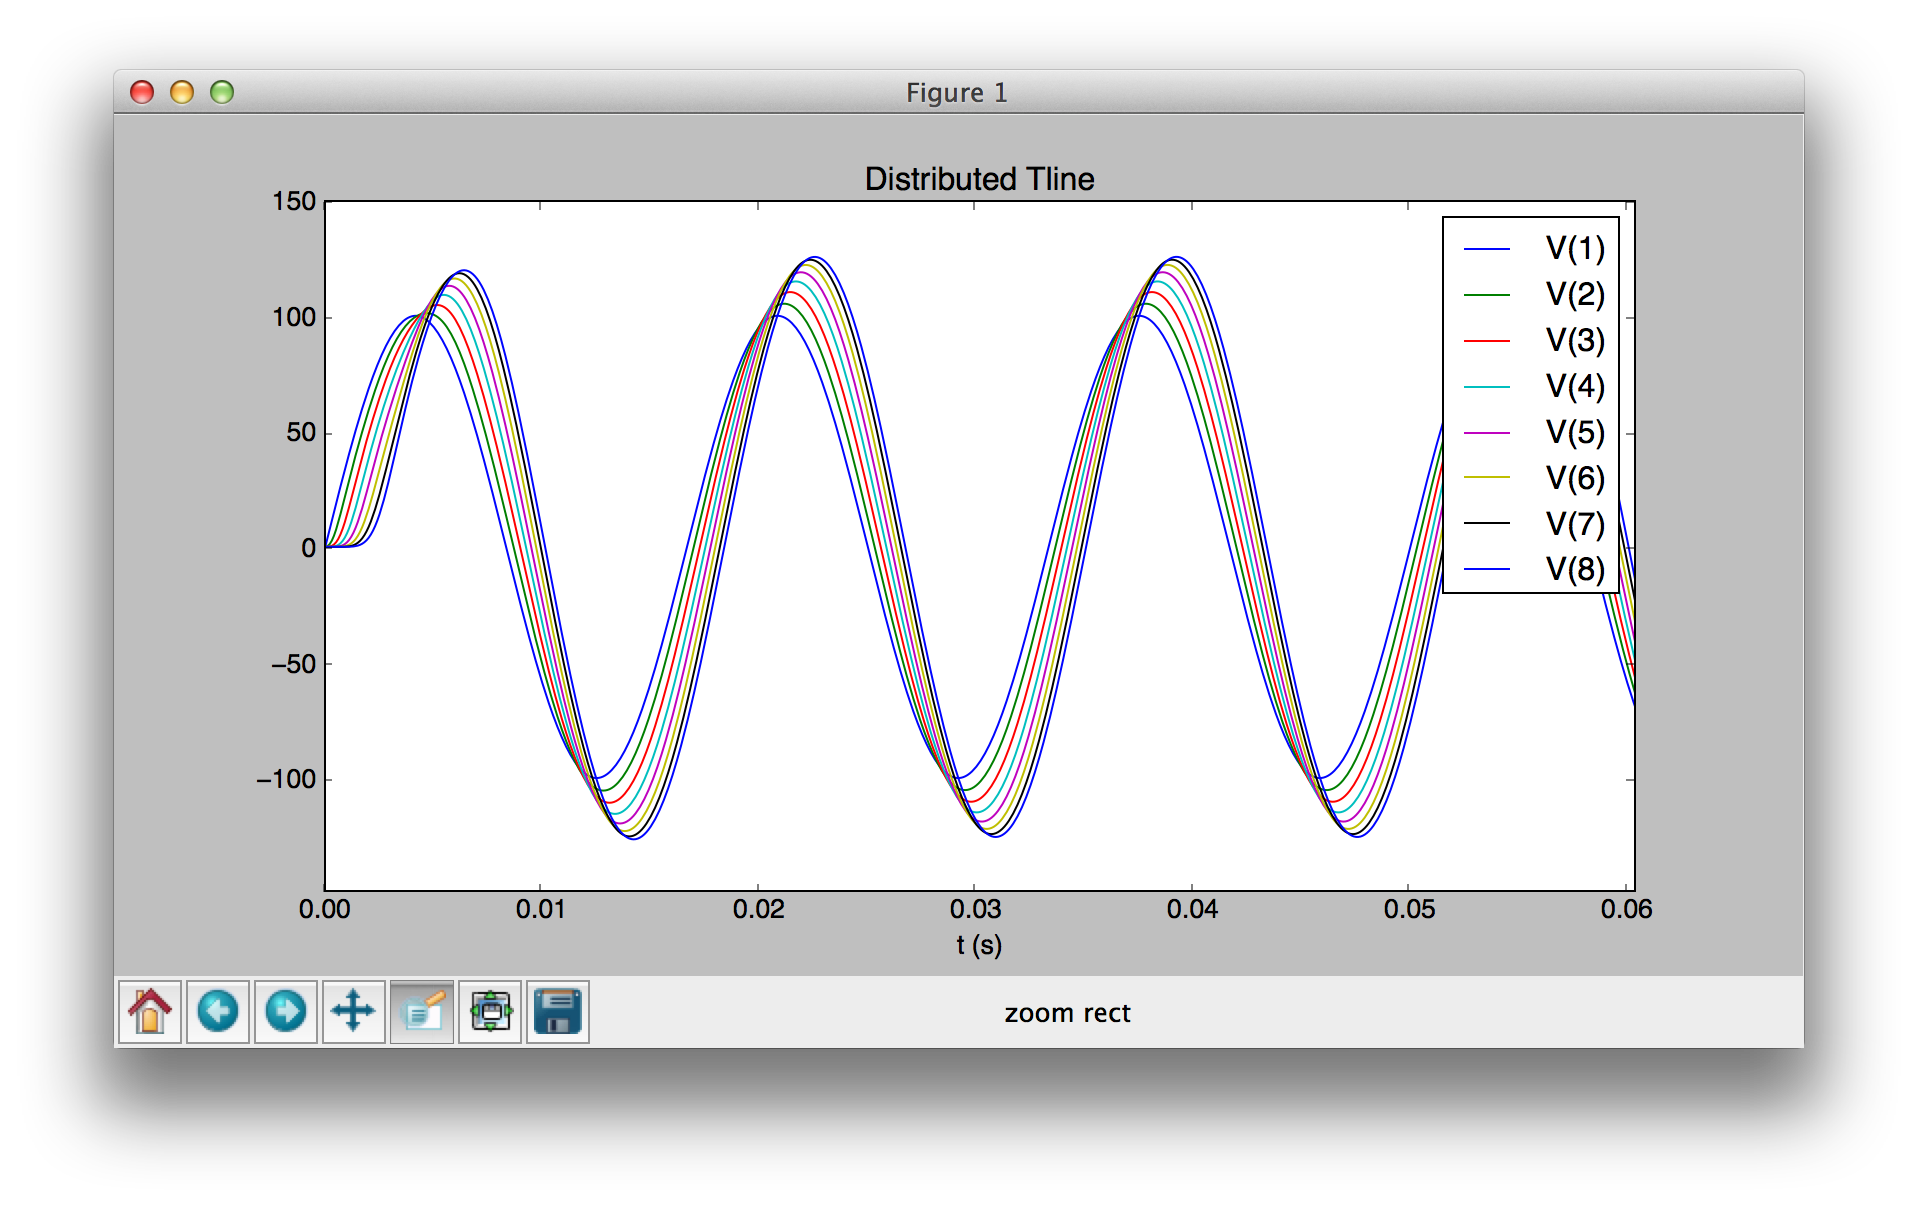 Figure 1
Distributed Tline
150
100
50
0
−50
−100
V(1)
V(2)
V(3)
V(4)
V(5)
V(6)
V(7)
V(8)
0.00 0.01 0.02 0.03 0.04 0.05 0.06
t (s)
zoom rect